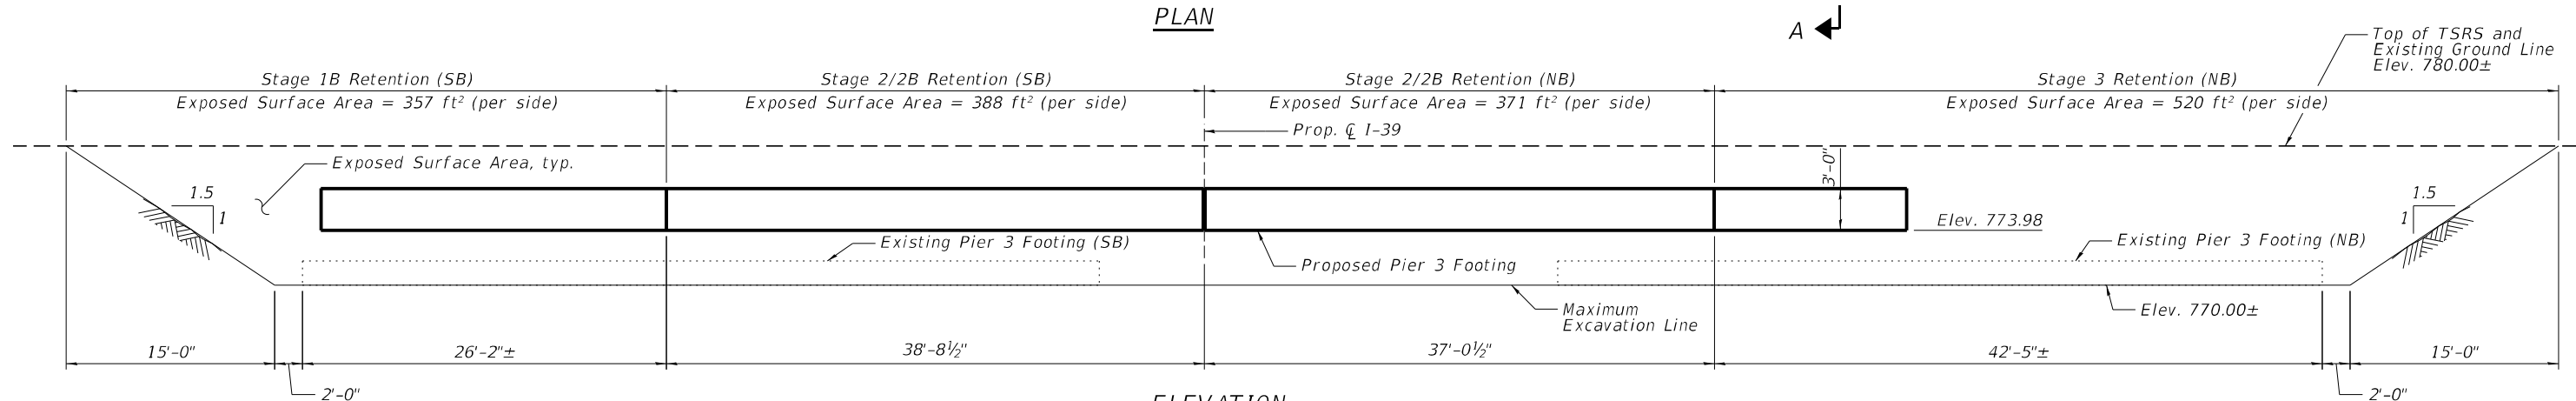 PLAN
A
Top of TSRS and
Existing Ground Line
Elev. 780.00±
Stage 1B Retention (SB)
Exposed Surface Area = 357 ft² (per side)
Stage 2/2B Retention (SB)
Exposed Surface Area = 388 ft² (per side)
Stage 2/2B Retention (NB)
Exposed Surface Area = 371 ft² (per side)
Stage 3 Retention (NB)
Exposed Surface Area = 520 ft² (per side)
Prop. ℄ I-39
Exposed Surface Area, typ.
3'-0"
1.5
1
1.5
1
Elev. 773.98
Existing Pier 3 Footing (SB)
Existing Pier 3 Footing (NB)
Proposed Pier 3 Footing
Maximum
Excavation Line
Elev. 770.00±
15'-0"
26'-2"±
38'-8½"
37'-0½"
42'-5"±
15'-0"
2'-0"
2'-0"
ELEVATION